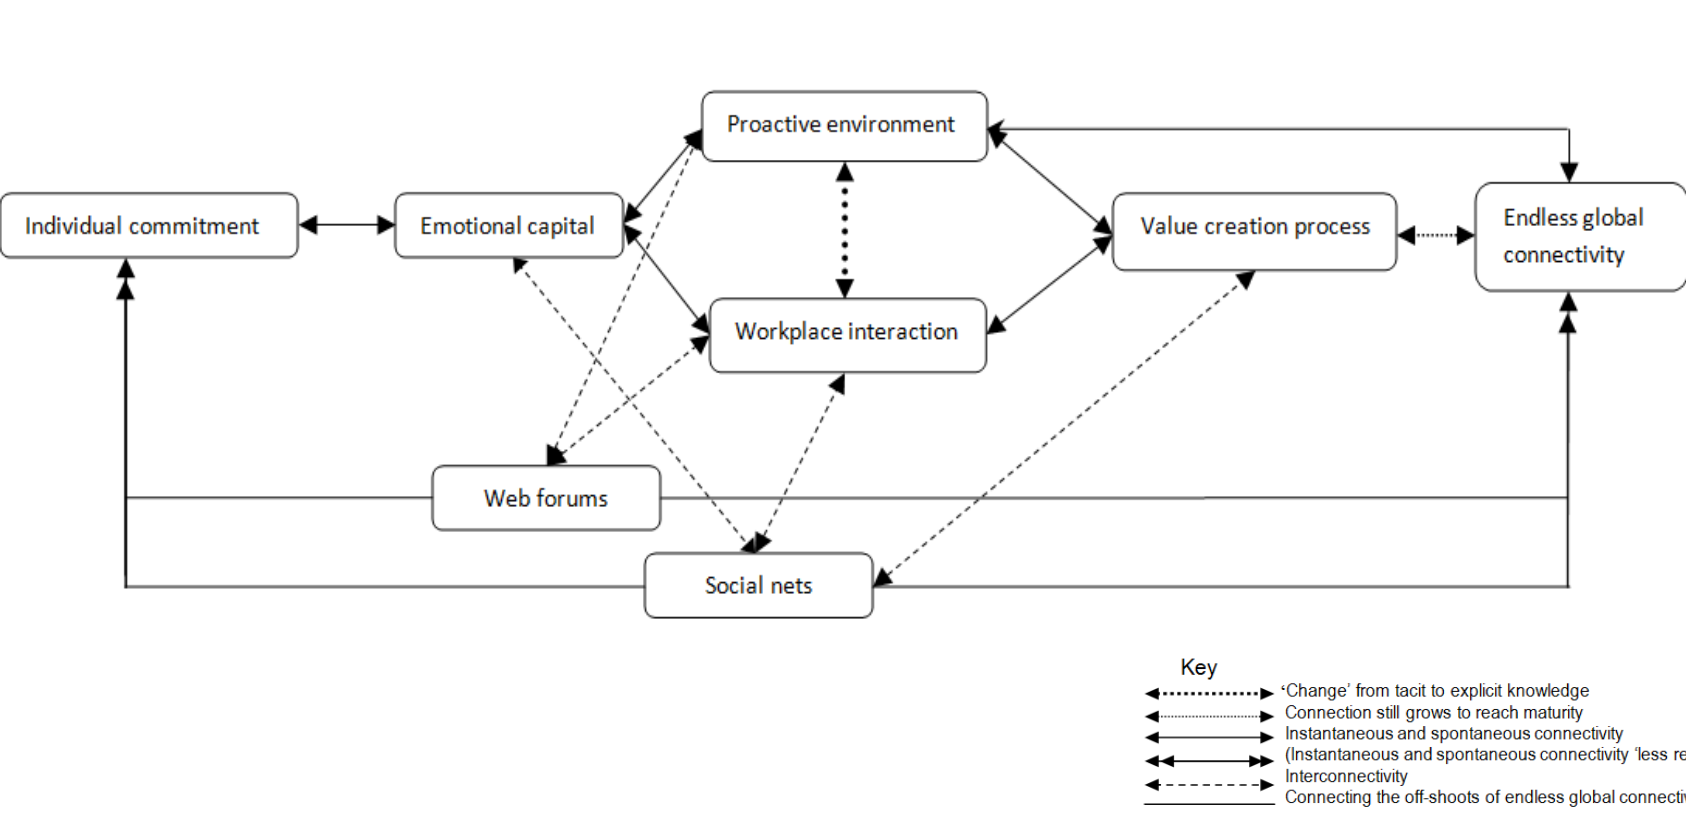 Proactive environment
Individual commitment
Emotional capital
Value creation process
Endless global
connectivity
Workplace interaction
Web forums
Social nets
Key
‘Change’ from tacit to explicit knowledge
Connection still grows to reach maturity
Instantaneous and spontaneous connectivity
(Instantaneous and spontaneous connectivity ‘less
Interconnectivity
Connecting the off-shoots of endless global